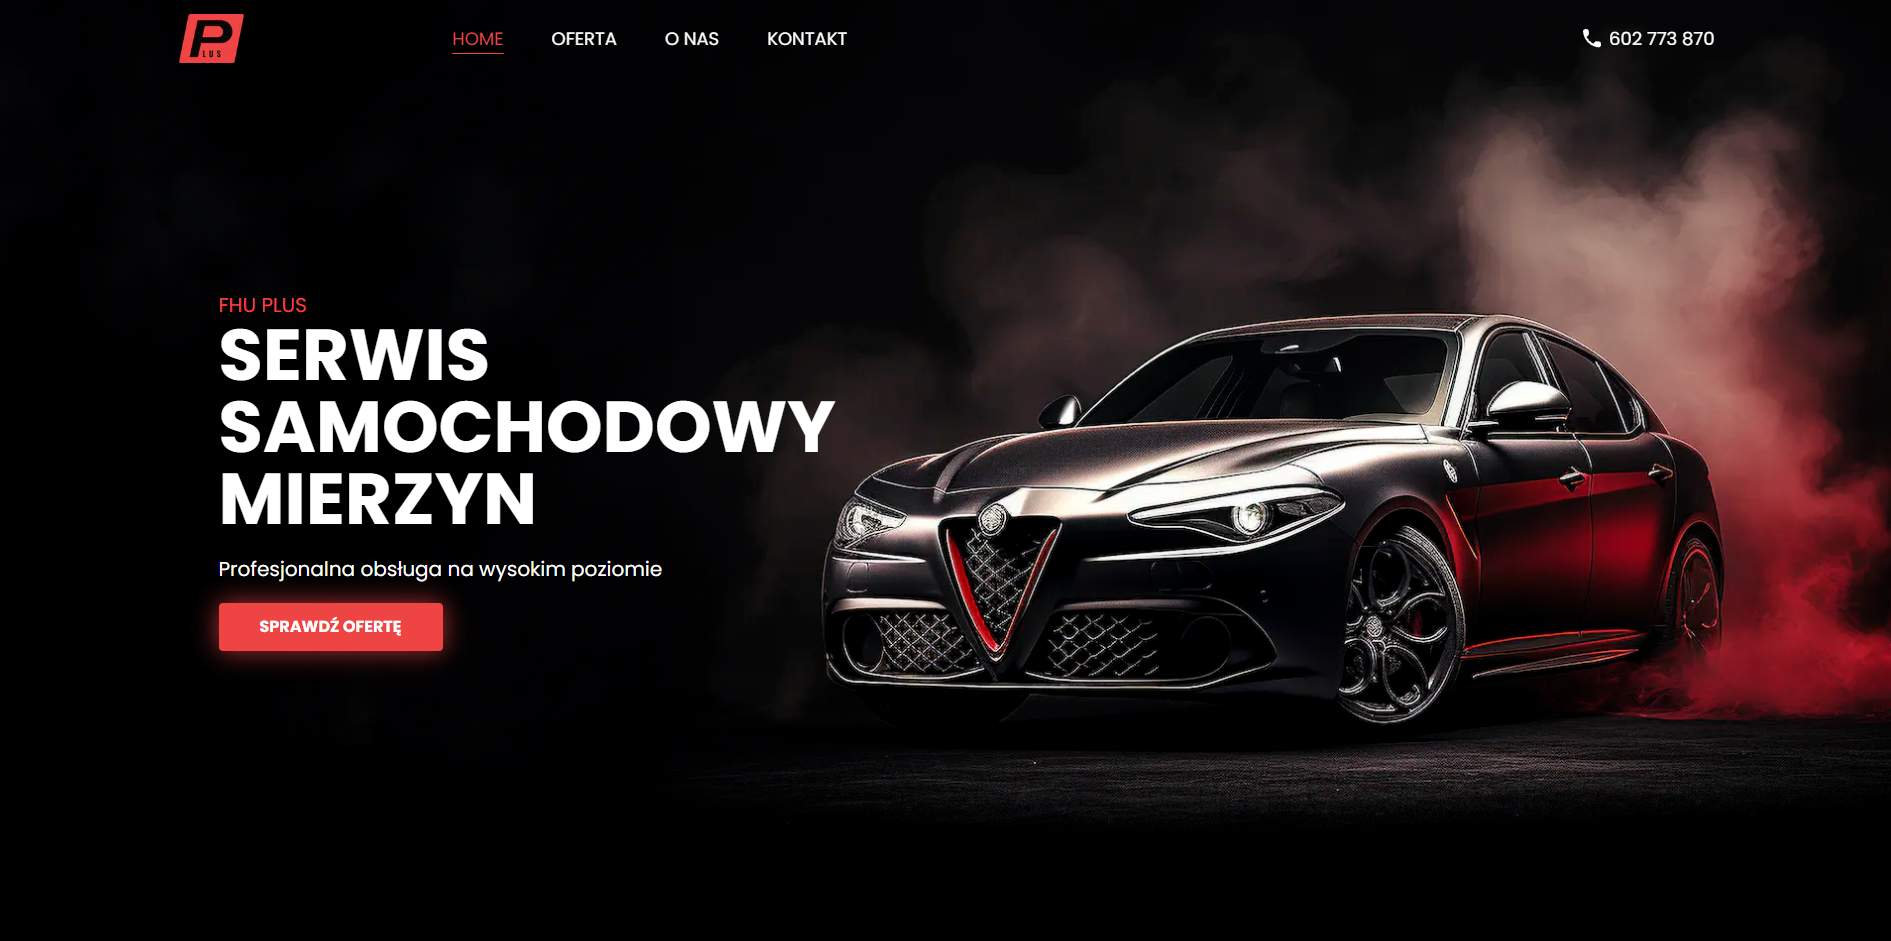 P
LUS
HOME
OFERTA
O NAS
KONTAKT
602 773 870
FHU PLUS
SERWIS
SAMOCHODOWY
MIERZYN
Profesjonalna obsługa na wysokim poziomie
SPRAWDŹ OFERTĘ